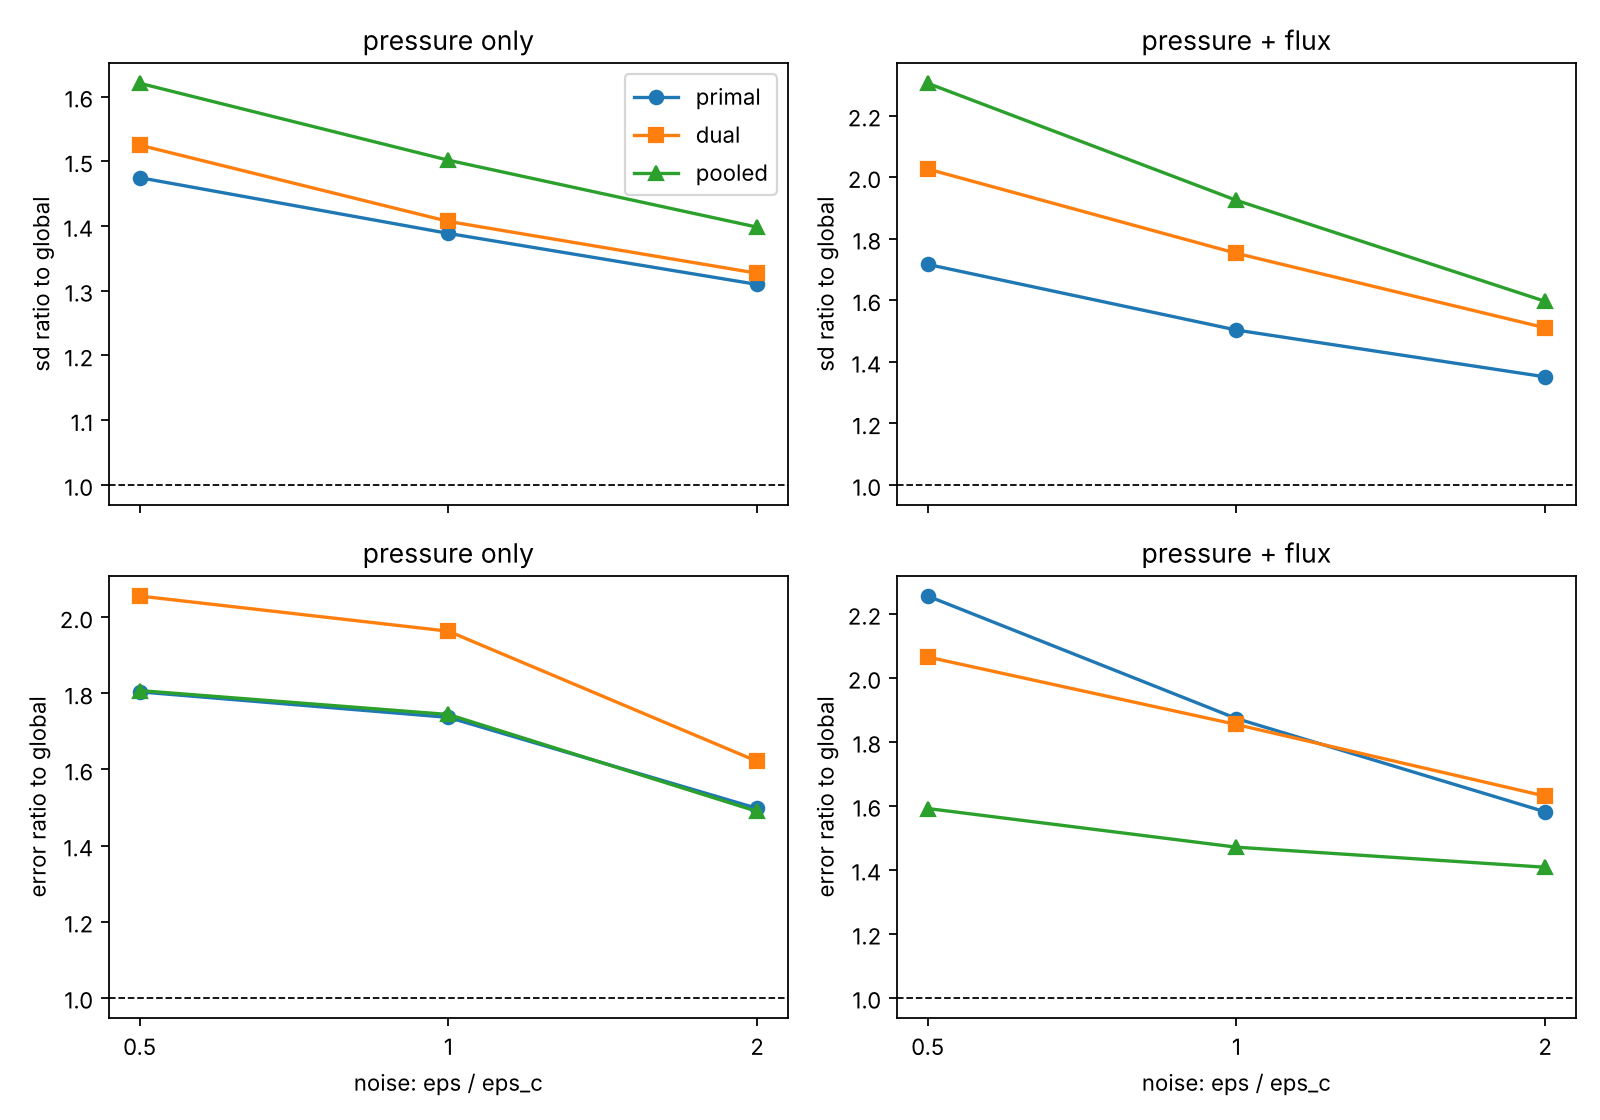 pressure only
1.6
1.5
1.4
1.3
1.2
1.1
1.0
sd ratio to global
primal
dual
pooled
pressure + flux
2.2
2.0
1.8
1.6
1.4
1.2
1.0
sd ratio to global
pressure only
2.0
1.8
1.6
1.4
1.2
1.0
error ratio to global
0.5
1
2
noise: eps / eps_c
pressure + flux
2.2
2.0
1.8
1.6
1.4
1.2
1.0
error ratio to global
0.5
1
2
noise: eps / eps_c